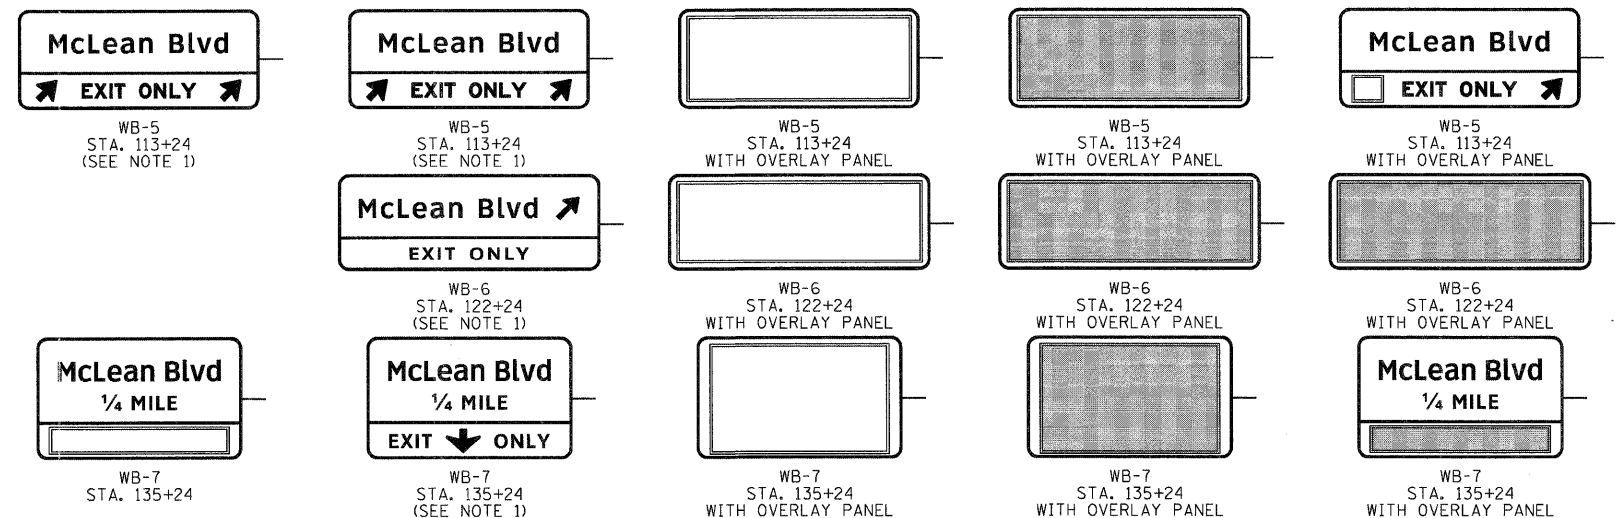 McLean Blvd
EXIT ONLY
WB-5
STA. 113+24
(SEE NOTE 1)
McLean Blvd
EXIT ONLY
WB-5
STA. 113+24
(SEE NOTE 1)
WB-5
STA. 113+24
WITH OVERLAY PANEL
WB-5
STA. 113+24
WITH OVERLAY PANEL
McLean Blvd
EXIT ONLY
WB-5
STA. 113+24
WITH OVERLAY PANEL
McLean Blvd
EXIT ONLY
WB-6
STA. 122+24
(SEE NOTE 1)
WB-6
STA. 122+24
WITH OVERLAY PANEL
WB-6
STA. 122+24
WITH OVERLAY PANEL
WB-6
STA. 122+24
WITH OVERLAY PANEL
McLean Blvd
1/4 MILE
WB-7
STA. 135+24
McLean Blvd
1/4 MILE
EXIT ONLY
WB-7
STA. 135+24
(SEE NOTE 1)
WB-7
STA. 135+24
WITH OVERLAY PANEL
WB-7
STA. 135+24
WITH OVERLAY PANEL
McLean Blvd
1/4 MILE
WB-7
STA. 135+24
WITH OVERLAY PANEL